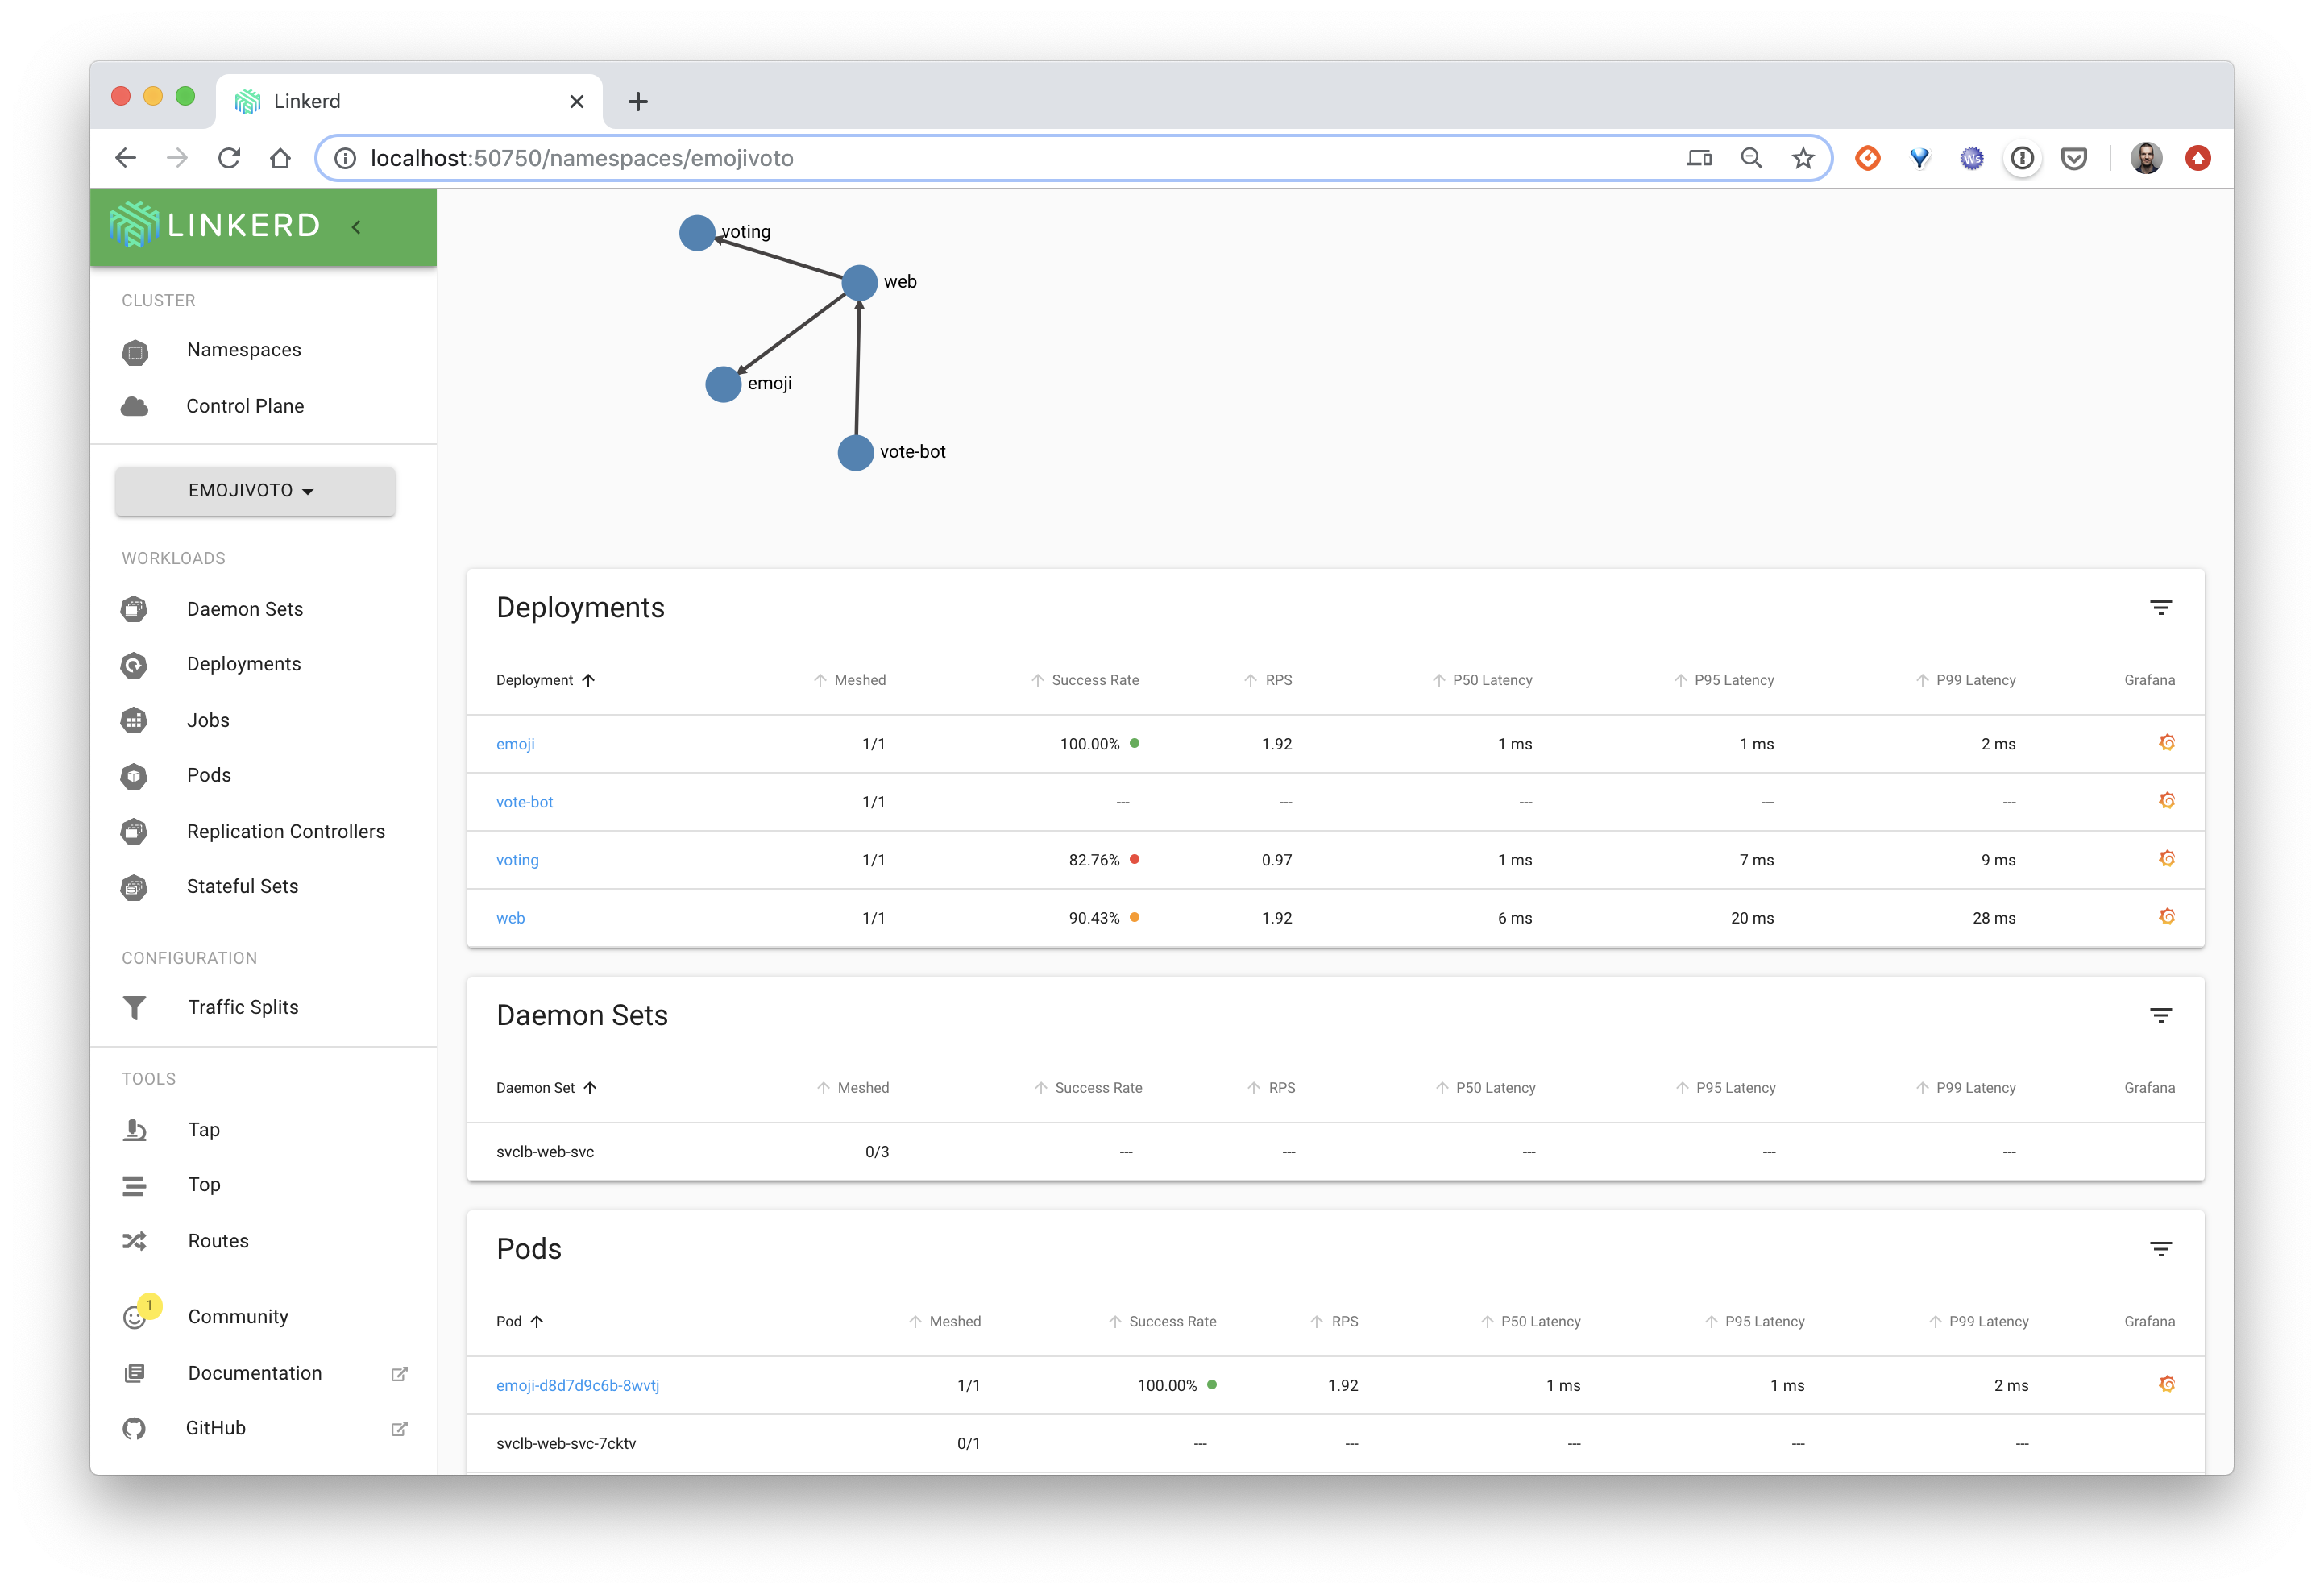 Linkerd
localhost:50750/namespaces/emojivoto
Ws
LINKERD
CLUSTER
Namespaces
Control Plane
EMOJIVOTO
WORKLOADS
Daemon Sets
Deployments
Jobs
Pods
Replication Controllers
Stateful Sets
CONFIGURATION
Traffic Splits
TOOLS
Tap
Top
Routes
1
Community
Documentation
GitHub
voting
web
emoji
vote-bot
Deployments
Deployment Meshed Success Rate RPS P50 Latency P95 Latency P99 Latency Grafana
emoji 1/1 100.00% 1.92 1 ms 1 ms 2 ms
vote-bot 1/1 --- --- --- --- ---
voting 1/1 82.76% 0.97 1 ms 7 ms 9 ms
web 1/1 90.43% 1.92 6 ms 20 ms 28 ms
Daemon Sets
Daemon Set Meshed Success Rate RPS P50 Latency P95 Latency P99 Latency Grafana
svclb-web-svc 0/3 --- --- --- --- ---
Pods
Pod Meshed Success Rate RPS P50 Latency P95 Latency P99 Latency Grafana
emoji-d8d7d9c6b-8wvtj 1/1 100.00% 1.92 1 ms 1 ms 2 ms
svclb-web-svc-7cktv 0/1 --- --- --- --- ---